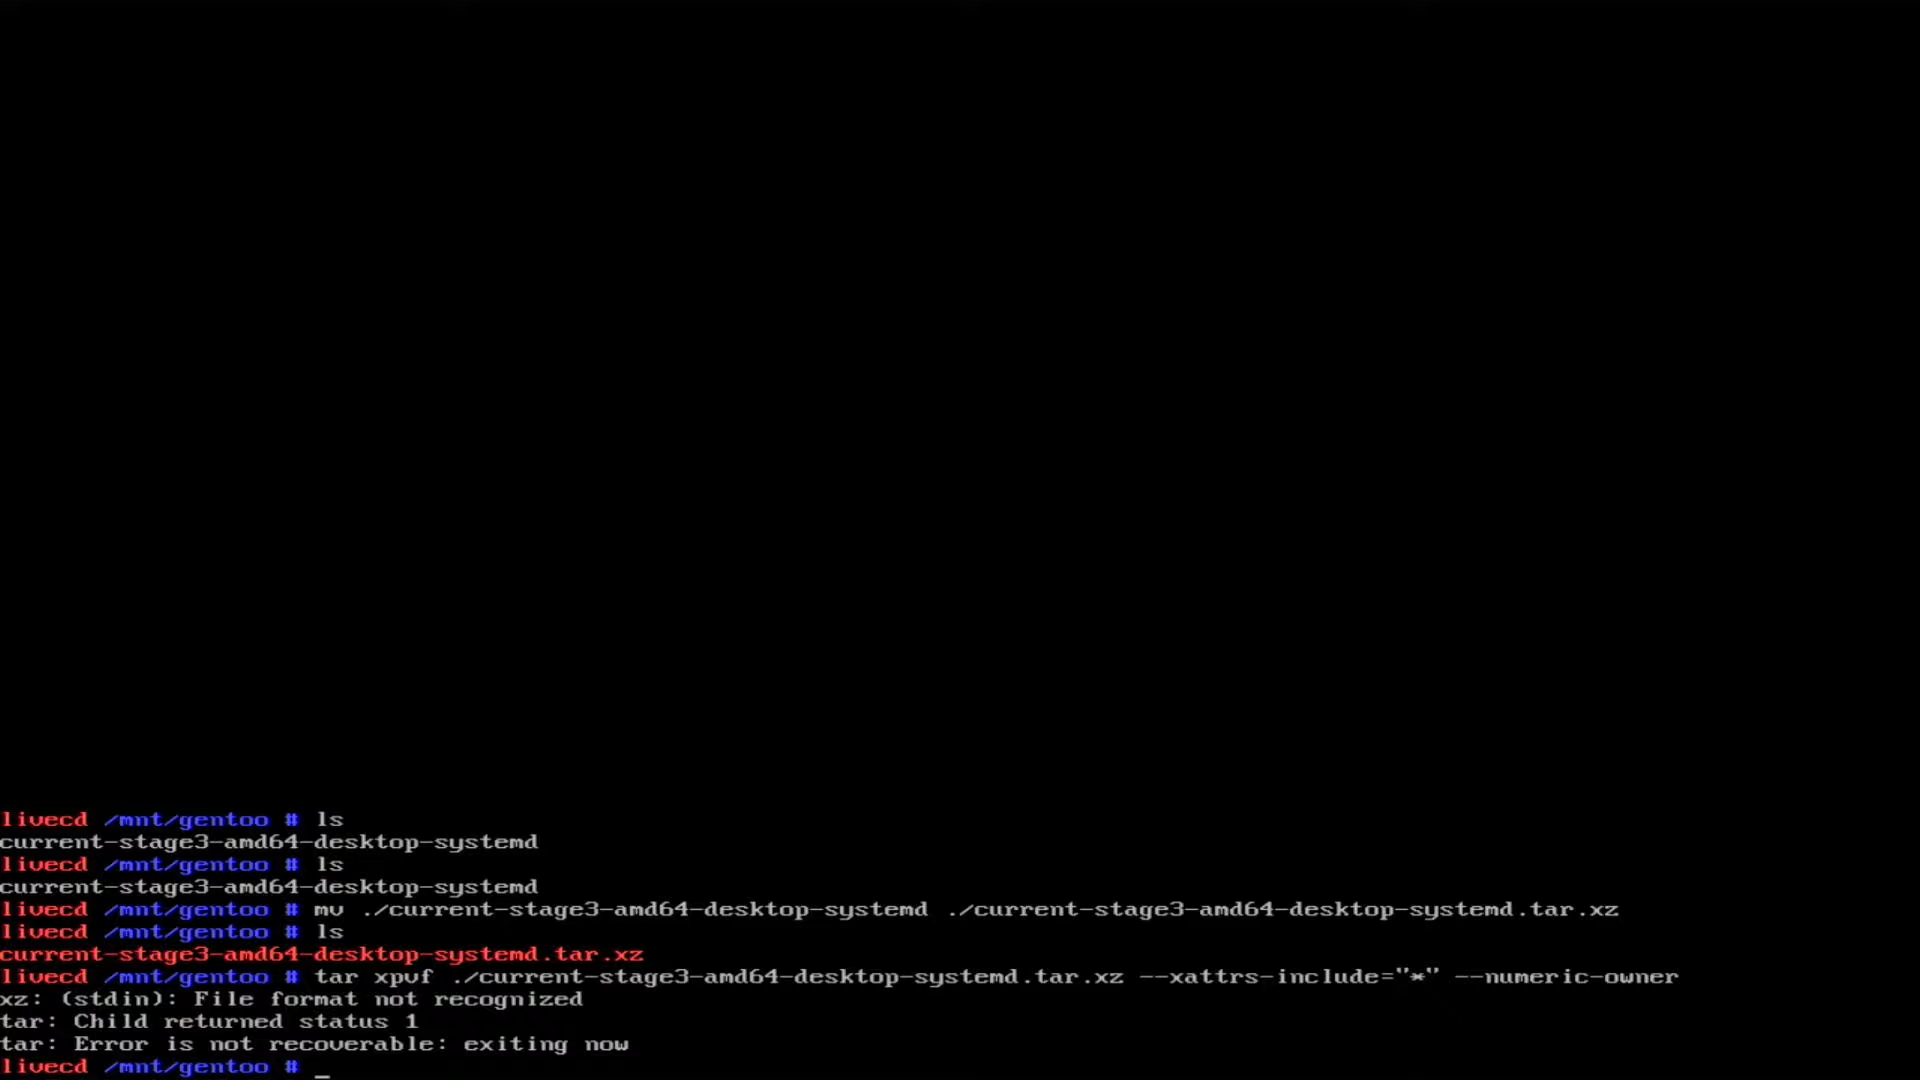 livecd /mnt/gentoo # ls
current-stage3-amd64-desktop-systemd
livecd /mnt/gentoo # ls
current-stage3-amd64-desktop-systemd
livecd /mnt/gentoo # mv ./current-stage3-amd64-desktop-systemd ./current-stage3-amd64-desktop-systemd.tar.xz
livecd /mnt/gentoo # ls
current-stage3-amd64-desktop-systemd.tar.xz
livecd /mnt/gentoo # tar xpvf ./current-stage3-amd64-desktop-systemd.tar.xz --xattrs-include="*" --numeric-owner
xz: (stdin): File format not recognized
tar: Child returned status 1
tar: Error is not recoverable: exiting now
livecd /mnt/gentoo # _